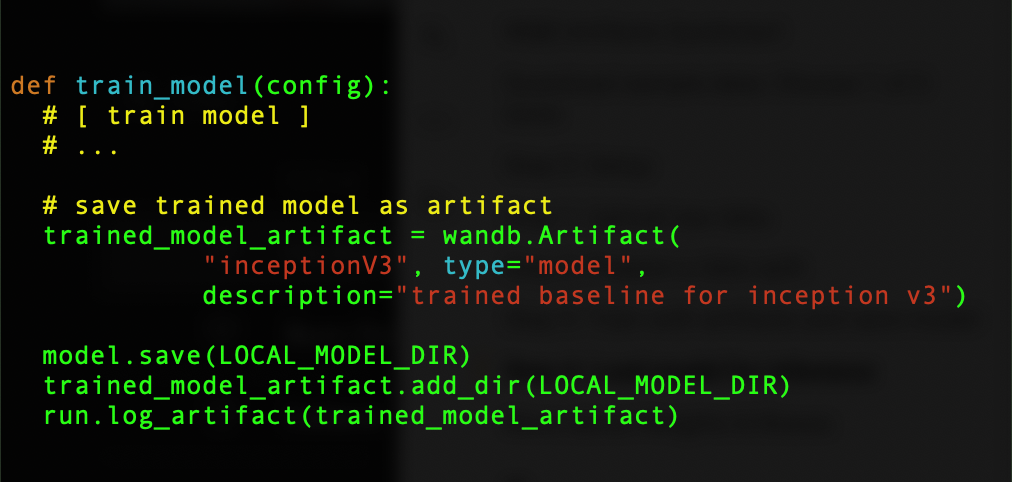 def train_model(config):
  # [ train model ]
  # ...

  # save trained model as artifact
  trained_model_artifact = wandb.Artifact(
            "inceptionV3", type="model",
            description="trained baseline for inception v3")

  model.save(LOCAL_MODEL_DIR)
  trained_model_artifact.add_dir(LOCAL_MODEL_DIR)
  run.log_artifact(trained_model_artifact)